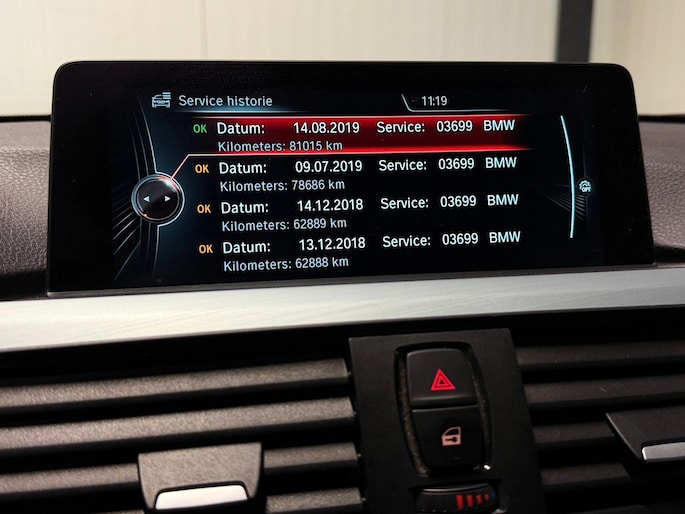 Service historie 11:19
OK Datum: 14.08.2019 Service: 03699 BMW
Kilometers: 81015 km
OK Datum: 09.07.2019 Service: 03699 BMW
Kilometers: 78686 km
OK Datum: 14.12.2018 Service: 03699 BMW
Kilometers: 62889 km
OK Datum: 13.12.2018 Service: 03699 BMW
Kilometers: 62888 km